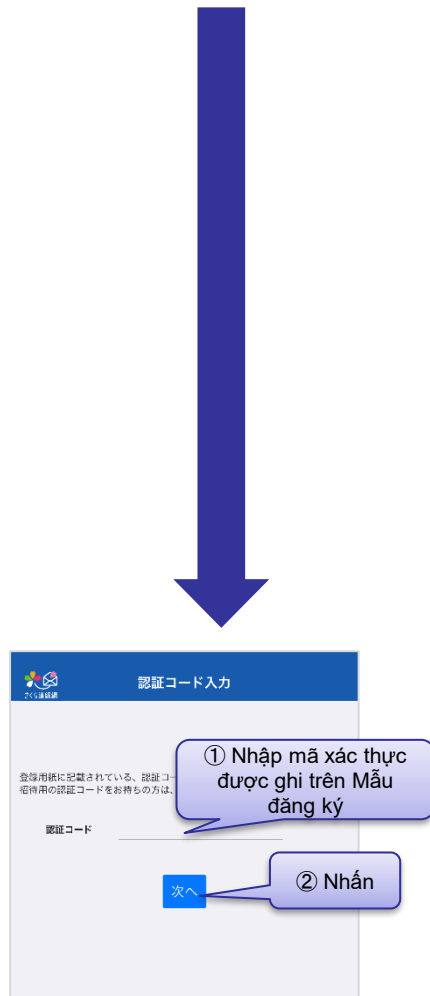 さくら連絡網
認証コード入力
登録用紙に記載されている、認証コー
招待用の認証コードをお持ちの方は、
① Nhập mã xác thực
được ghi trên Mẫu
đăng ký
認証コード
次へ
② Nhấn